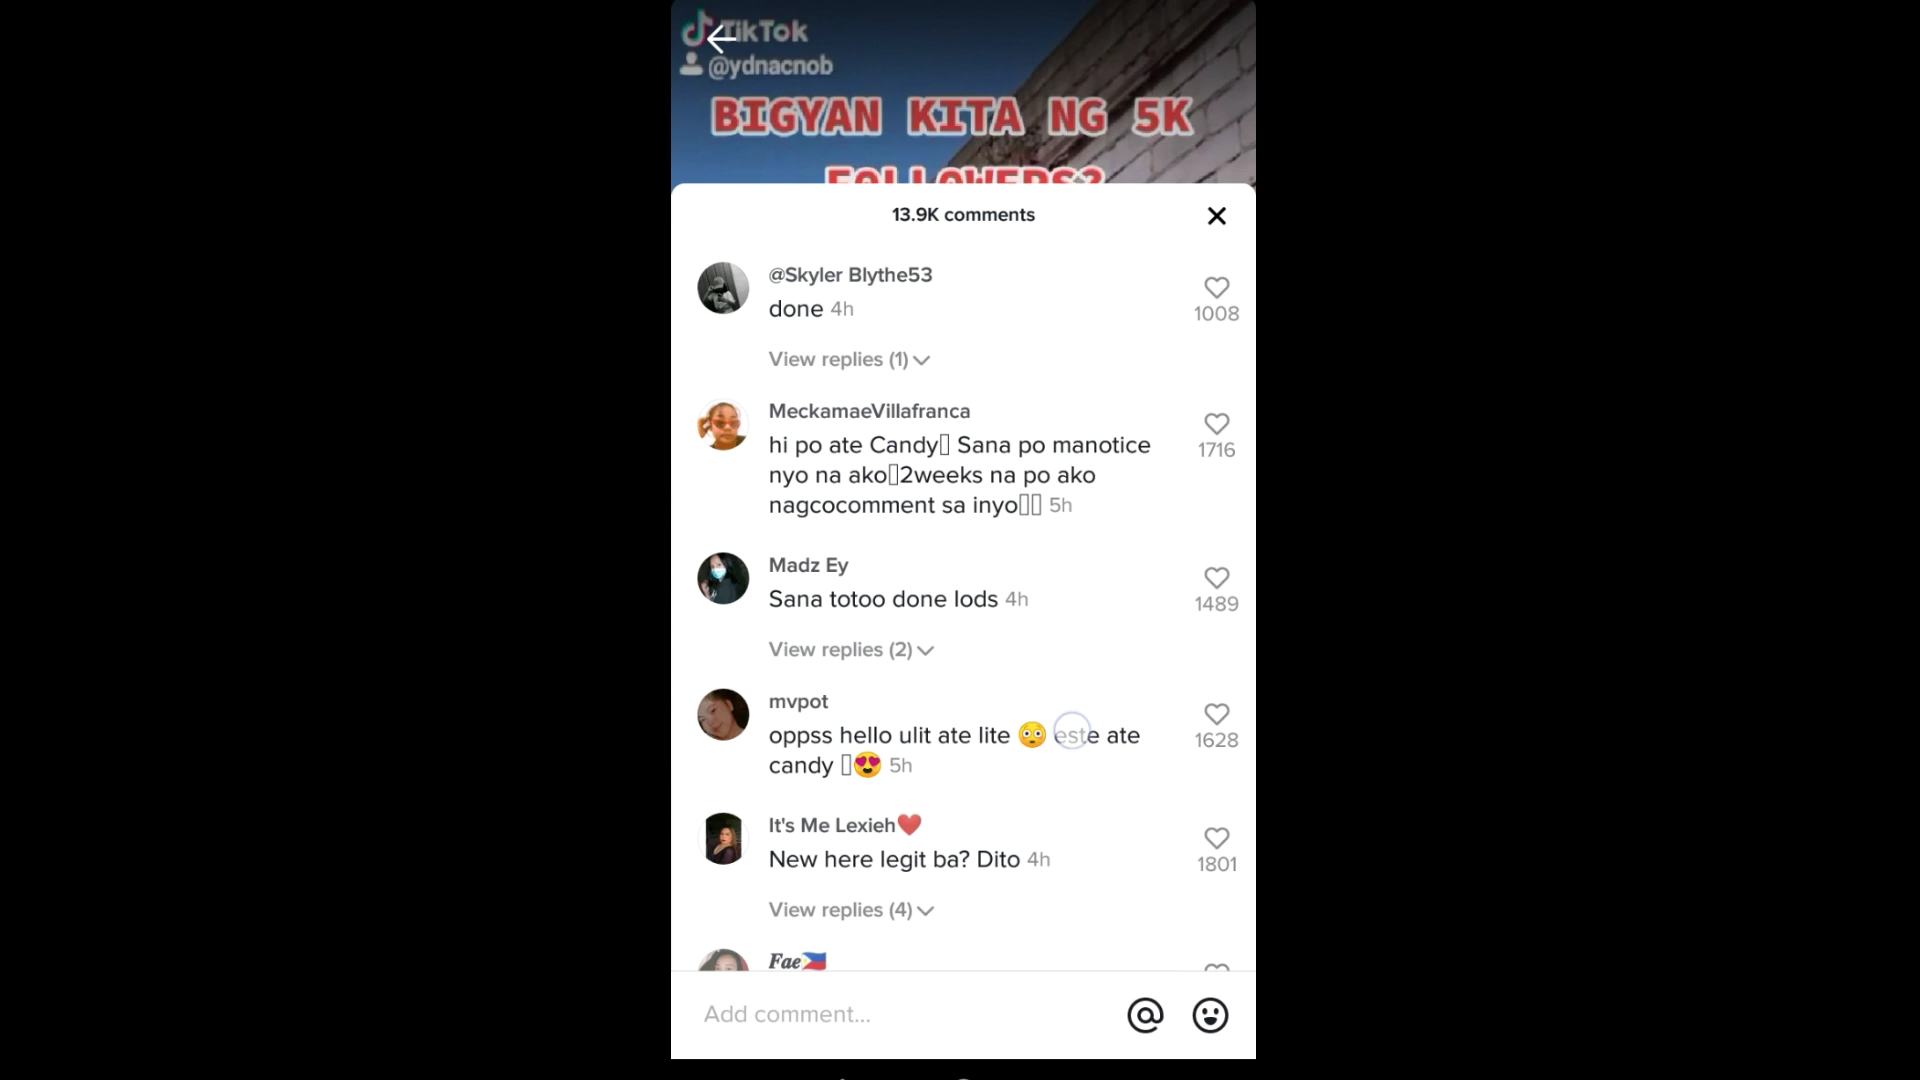 TikTok
@ydnacnob
BIGYAN KITA NG 5K
FOLLOWERS?
13.9K comments
@Skyler Blythe53
done 4h
1008
View replies (1)
MeckamaeVillafranca
hi po ate Candy▯ Sana po manotice
nyo na ako▯2weeks na po ako
nagcocomment sa inyo▯▯ 5h
1716
Madz Ey
Sana totoo done lods 4h
1489
View replies (2)
mvpot
oppss hello ulit ate lite 😳 este ate
candy ▯😍 5h
1628
It's Me Lexieh❤️
New here legit ba? Dito 4h
1801
View replies (4)
Fae🇵🇭
Add comment...